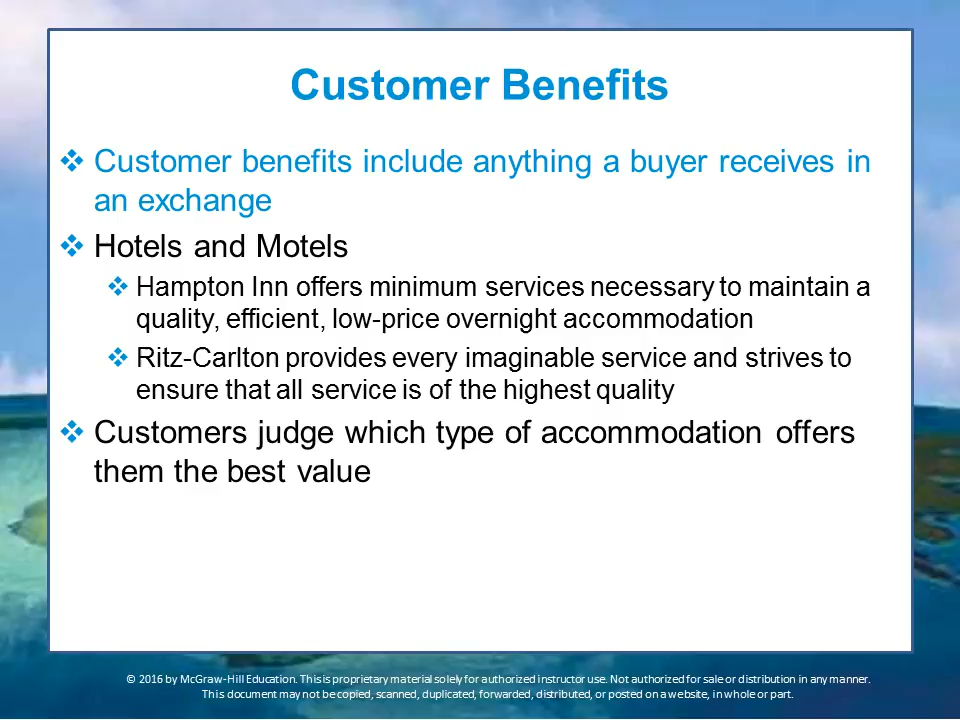 Customer Benefits
❖ Customer benefits include anything a buyer receives in
an exchange
❖ Hotels and Motels
❖ Hampton Inn offers minimum services necessary to maintain a
quality, efficient, low-price overnight accommodation
❖ Ritz-Carlton provides every imaginable service and strives to
ensure that all service is of the highest quality
❖ Customers judge which type of accommodation offers
them the best value
© 2016 by McGraw-Hill Education. This is proprietary material solely for authorized instructor use. Not authorized for sale or distribution in any manner.
This document may not be copied, scanned, duplicated, forwarded, distributed, or posted on a website, in whole or part.